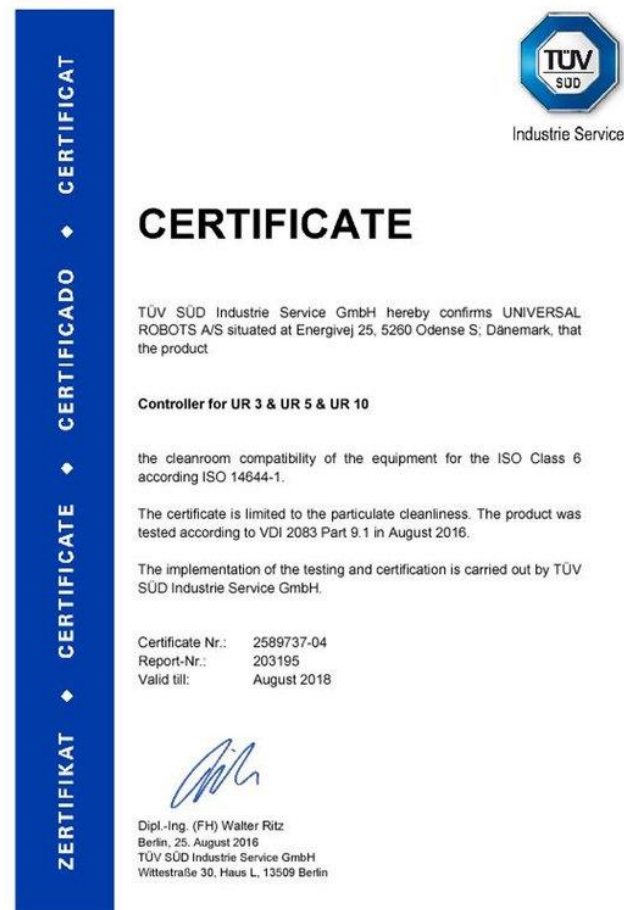 TÜV
SÜD
Industrie Service
CERTIFICATE
TÜV SÜD Industrie Service GmbH hereby confirms UNIVERSAL
ROBOTS A/S situated at Energivej 25, 5260 Odense S; Dänemark, that
the product
Controller for UR 3 & UR 5 & UR 10
the cleanroom compatibility of the equipment for the ISO Class 6
according ISO 14644-1.
The certificate is limited to the particulate cleanliness. The product was
tested according to VDI 2083 Part 9.1 in August 2016.
The implementation of the testing and certification is carried out by TÜV
SÜD Industrie Service GmbH.
Certificate Nr.: 2589737-04
Report-Nr.: 203195
Valid till: August 2018
Dipl.-Ing. (FH) Walter Ritz
Berlin, 25. August 2016
TÜV SÜD Industrie Service GmbH
Wittestraße 30, Haus L, 13509 Berlin
ZERTIFIKAT ◆ CERTIFICATE ◆ CERTIFICADO ◆ CERTIFICAT